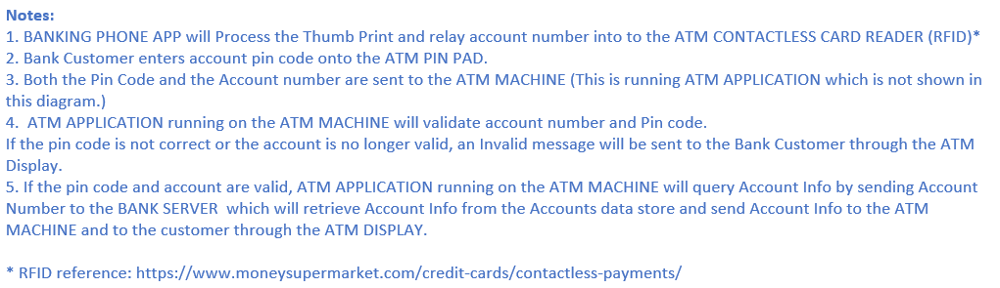 Notes:
1. BANKING PHONE APP will Process the Thumb Print and relay account number into to the ATM CONTACTLESS CARD READER (RFID)*
2. Bank Customer enters account pin code onto the ATM PIN PAD.
3. Both the Pin Code and the Account number are sent to the ATM MACHINE (This is running ATM APPLICATION which is not shown in
this diagram.)
4.  ATM APPLICATION running on the ATM MACHINE will validate account number and Pin code.
If the pin code is not correct or the account is no longer valid, an Invalid message will be sent to the Bank Customer through the ATM
Display.
5. If the pin code and account are valid, ATM APPLICATION running on the ATM MACHINE will query Account Info by sending Account
Number to the BANK SERVER  which will retrieve Account Info from the Accounts data store and send Account Info to the ATM
MACHINE and to the customer through the ATM DISPLAY.
* RFID reference: https://www.moneysupermarket.com/credit-cards/contactless-payments/